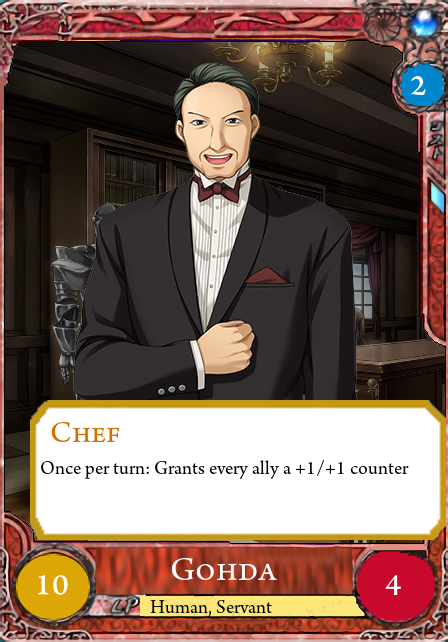 2
Chef
Once per turn: Grants every ally a +1/+1 counter
Gohda
10
4
LP
Human, Servant